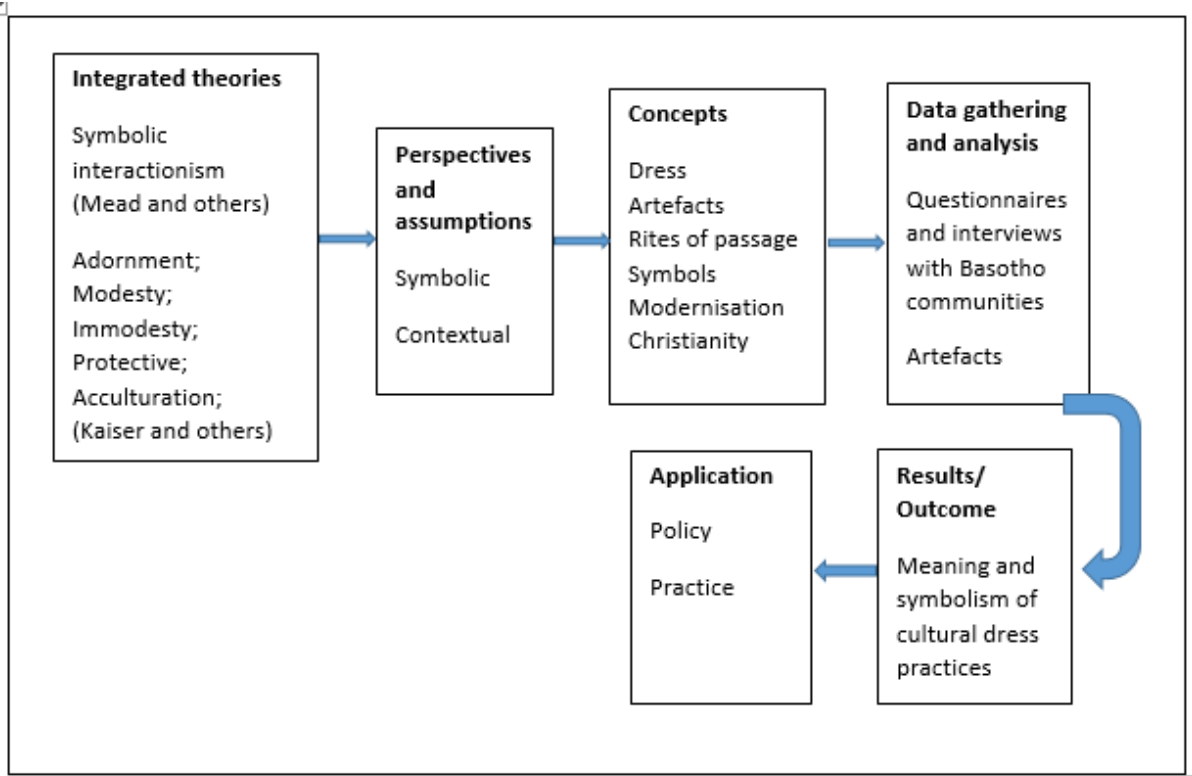 Integrated theories
Symbolic
interactionism
(Mead and others)
Adornment;
Modesty;
Immodesty;
Protective;
Acculturation;
(Kaiser and others)
Perspectives
and
assumptions
Symbolic
Contextual
Concepts
Dress
Artefacts
Rites of passage
Symbols
Modernisation
Christianity
Data gathering
and analysis
Questionnaires
and interviews
with Basotho
communities
Artefacts
Results/
Outcome
Meaning and
symbolism of
cultural dress
practices
Application
Policy
Practice